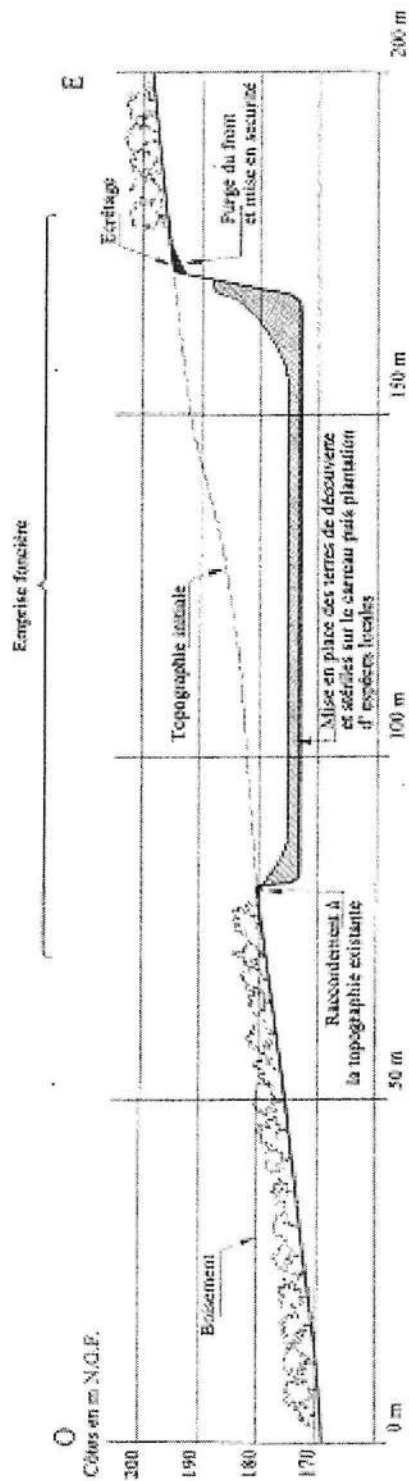 Emprise foncière
O
E
Côtes en m N.G.F.
200
190
180
170
Boisement
Topographie initiale
Ecrêtage
Purge du front
et mise en sécurité
Raccordement à
la topographie existante
Mise en place des terres de découverte
et stériles sur le carreau puis plantation
d'espèces locales
0 m
50 m
100 m
150 m
200 m